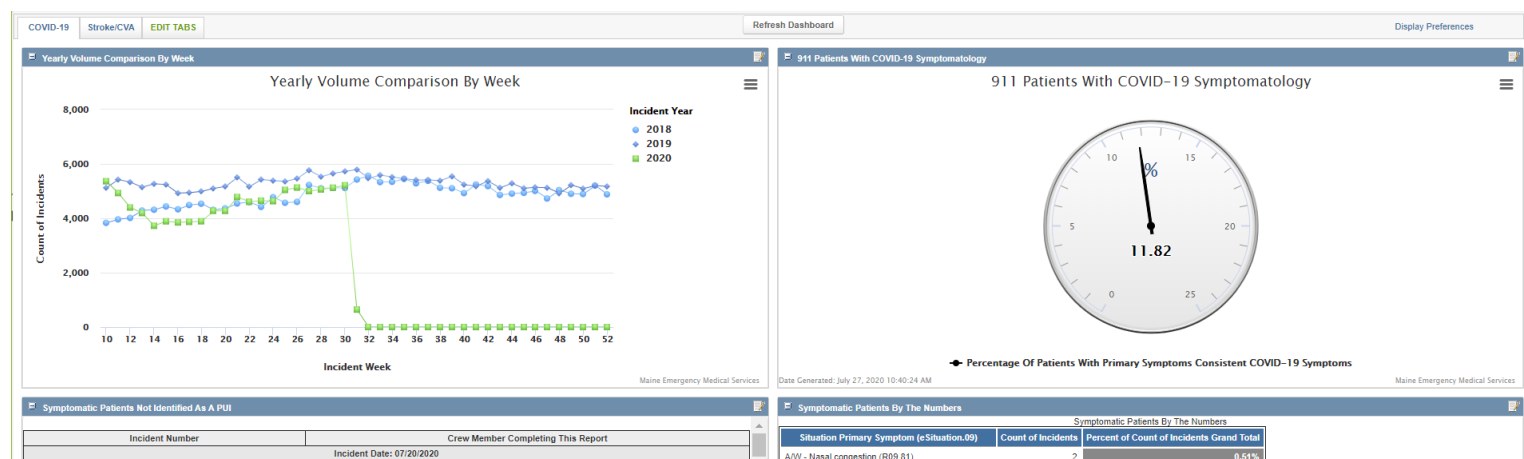 COVID-19 Stroke/CVA EDIT TABS Refresh Dashboard Display Preferences
Yearly Volume Comparison By Week
Yearly Volume Comparison By Week
Incident Year
2018
2019
2020
8,000
6,000
4,000
2,000
0
Count of Incidents
10 12 14 16 18 20 22 24 26 28 30 32 34 36 38 40 42 44 46 48 50 52
Incident Week
Maine Emergency Medical Services
911 Patients With COVID-19 Symptomatology
911 Patients With COVID-19 Symptomatology
10 15
%
5 20
11.82
0 25
Percentage Of Patients With Primary Symptoms Consistent COVID-19 Symptoms
Date Generated: July 27, 2020 10:40:24 AM Maine Emergency Medical Services
Symptomatic Patients Not Identified As A PUI
Incident Number Crew Member Completing This Report
Incident Date: 07/20/2020
Symptomatic Patients By The Numbers
Symptomatic Patients By The Numbers
Situation Primary Symptom (eSituation.09) Count of Incidents Percent of Count of Incidents Grand Total
A/W - Nasal congestion (R09.81) 2 0.51%